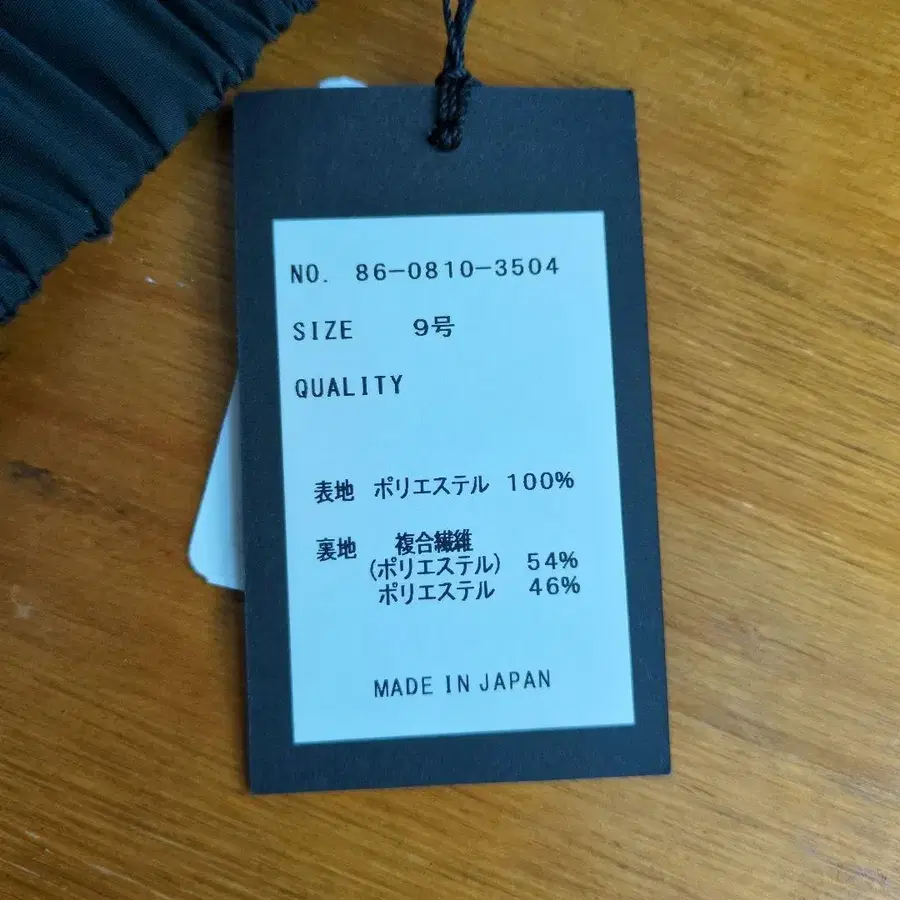 NO. 86-0810-3504
SIZE 9号
QUALITY
表地 ポリエステル 100%
裏地 複合繊維
(ポリエステル) 54%
ポリエステル 46%
MADE IN JAPAN